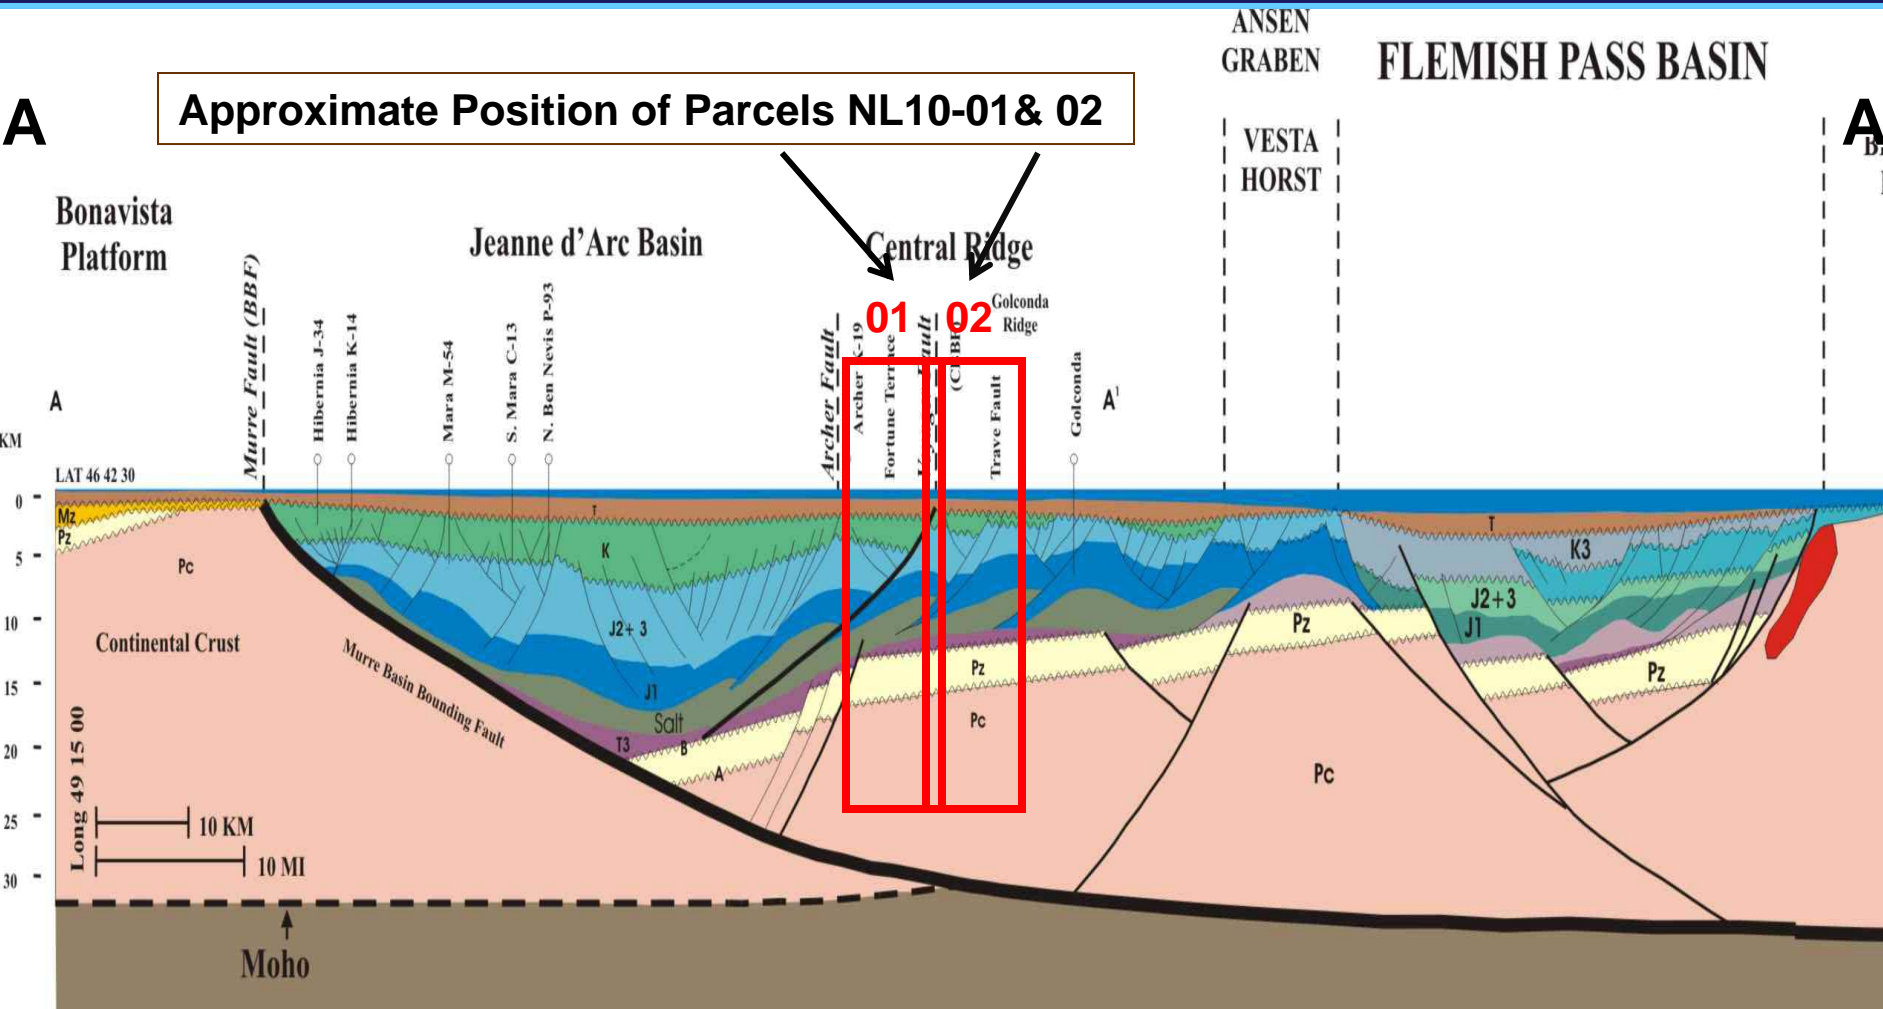 ANSEN
GRABEN
FLEMISH PASS BASIN
Approximate Position of Parcels NL10-01& 02
A
A
VESTA
HORST
Bonavista
Platform
Jeanne d'Arc Basin
Central Ridge
01
02
Golconda
Ridge
Murre Fault (BBF)
Hibernia J-34
Hibernia K-14
Mara M-54
S. Mara C-13
N. Ben Nevis P-93
Archer Fault
Archer K-19
Fortune Terrace
Fault
Trave Fault
Golconda
A
A¹
KM
LAT 46 42 30
0
5
10
15
20
25
30
Mz
Pz
Pc
T
K
J2+ 3
J1
Salt
T3
B
A
Pz
Pc
Pz
Pc
T
K3
J2+3
J1
Pz
Continental Crust
Murre Basin Bounding Fault
Long 49 15 00
10 KM
10 MI
Moho